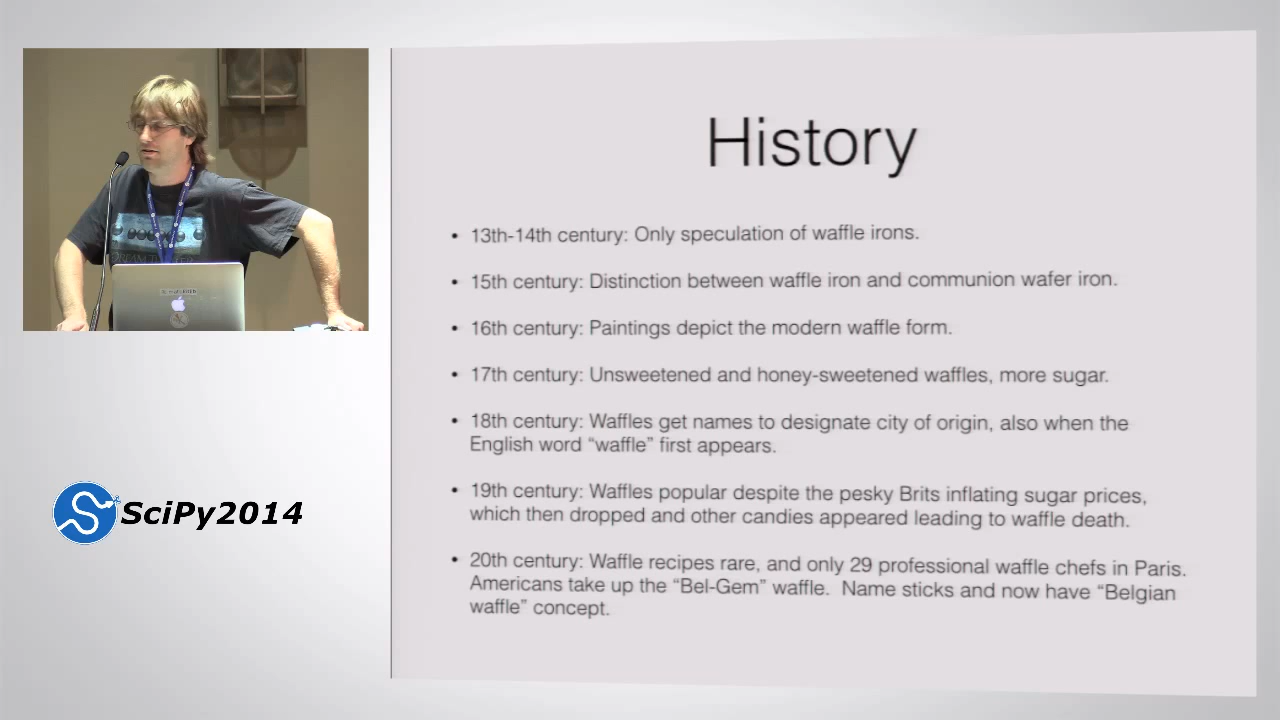 History
• 13th-14th century: Only speculation of waffle irons.
• 15th century: Distinction between waffle iron and communion wafer iron.
• 16th century: Paintings depict the modern waffle form.
• 17th century: Unsweetened and honey-sweetened waffles, more sugar.
• 18th century: Waffles get names to designate city of origin, also when the
English word “waffle” first appears.
• 19th century: Waffles popular despite the pesky Brits inflating sugar prices,
which then dropped and other candies appeared leading to waffle death.
• 20th century: Waffle recipes rare, and only 29 professional waffle chefs in Paris.
Americans take up the “Bel-Gem” waffle.  Name sticks and now have “Belgian
waffle” concept.
SciPy2014